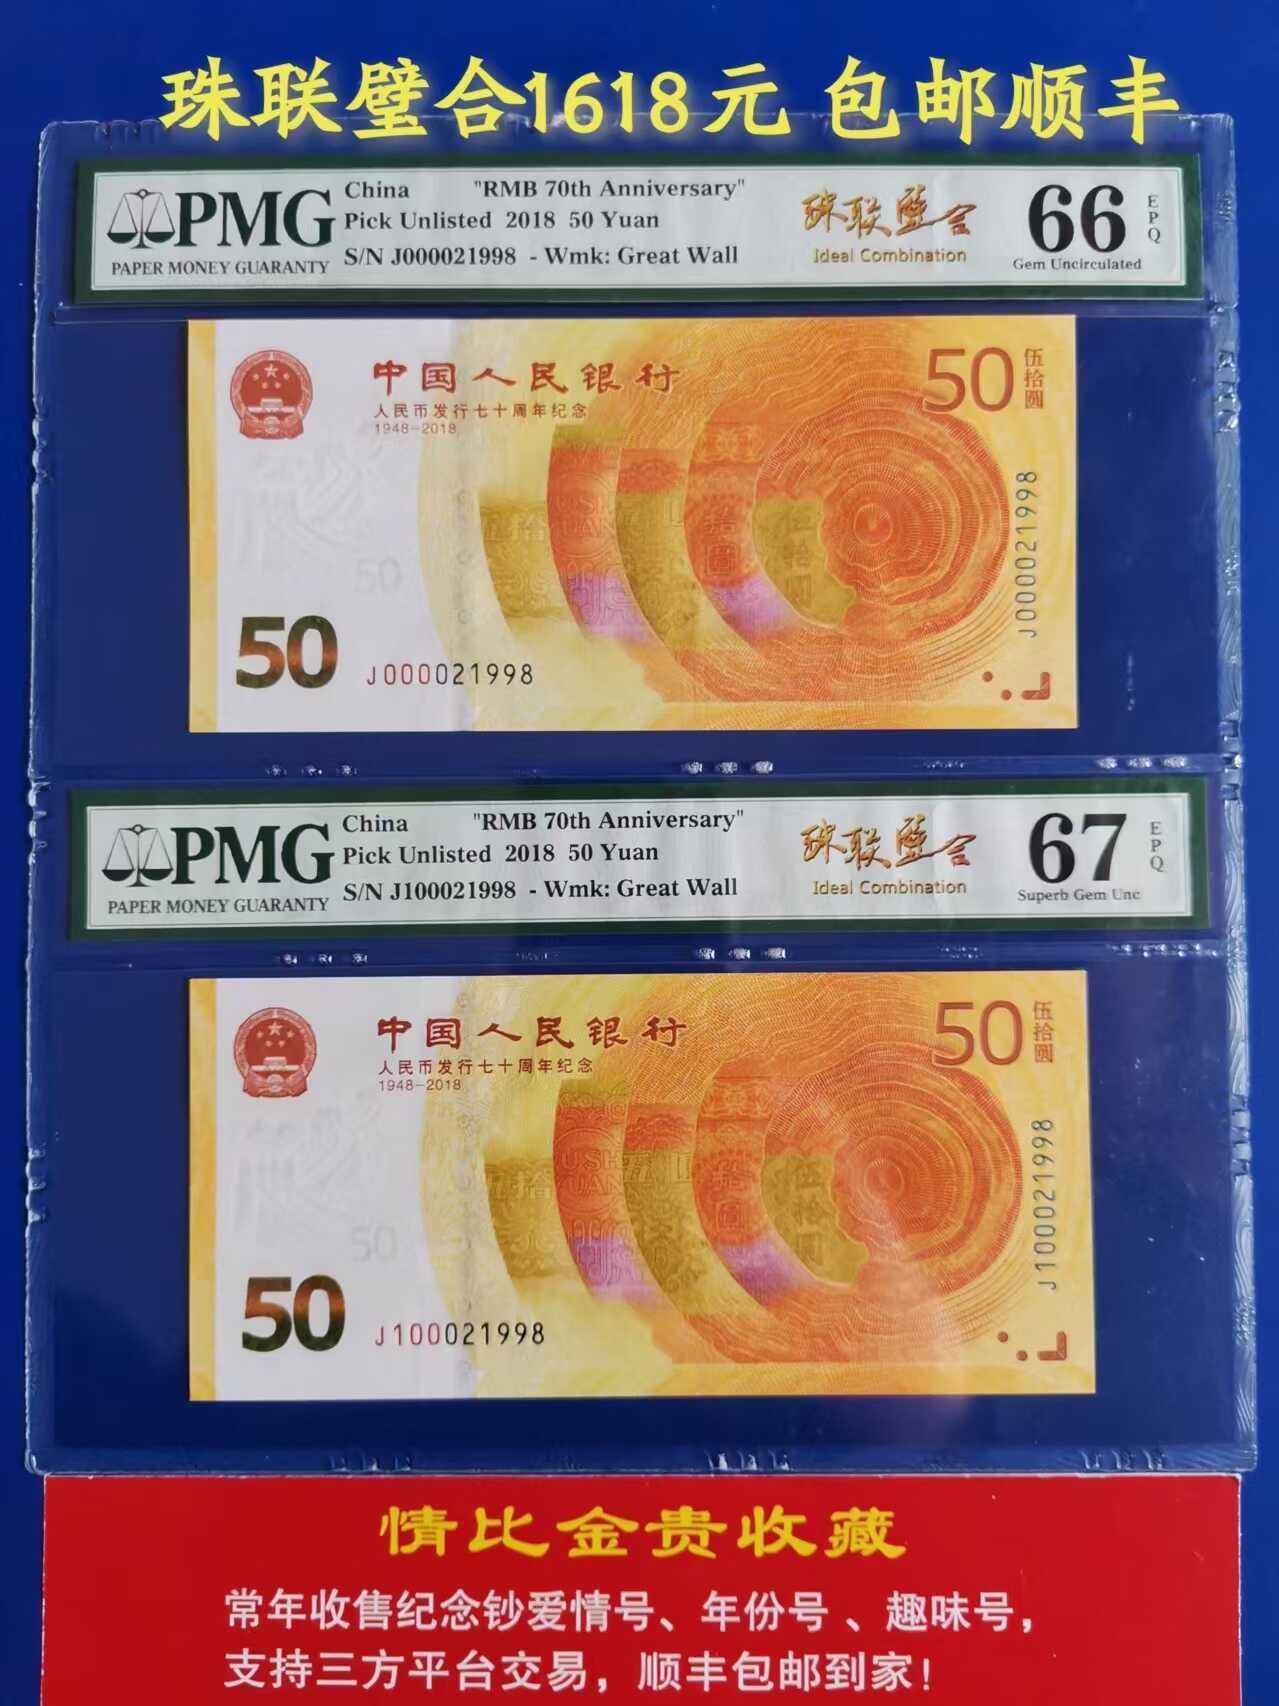 珠联璧合1618元 包邮顺丰
PMG
PAPER MONEY GUARANTY
China "RMB 70th Anniversary"
Pick Unlisted 2018 50 Yuan
S/N J000021998 - Wmk: Great Wall
珠联璧合
Ideal Combination
66
EPQ
Gem Uncirculated
中国人民银行
人民币发行七十周年纪念
1948-2018
50
伍拾圆
J000021998
50
50
J000021998
PMG
PAPER MONEY GUARANTY
China "RMB 70th Anniversary"
Pick Unlisted 2018 50 Yuan
S/N J100021998 - Wmk: Great Wall
珠联璧合
Ideal Combination
67
EPQ
Superb Gem Unc
中国人民银行
人民币发行七十周年纪念
1948-2018
50
伍拾圆
J100021998
50
50
J100021998
情比金贵收藏
常年收售纪念钞爱情号、年份号、趣味号,
支持三方平台交易,顺丰包邮到家!